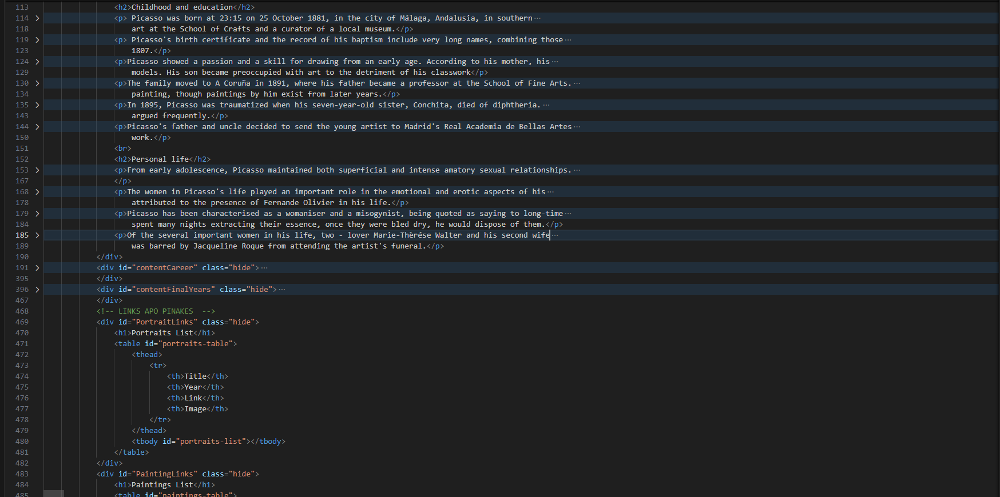 113 <h2>Childhood and education</h2>
114 <p> Picasso was born at 23:15 on 25 October 1881, in the city of Málaga, Andalusia, in southern···
118 art at the School of Crafts and a curator of a local museum.</p>
119 <p> Picasso's birth certificate and the record of his baptism include very long names, combining those···
123 1807.</p>
124 <p>Picasso showed a passion and a skill for drawing from an early age. According to his mother, his···
129 models. His son became preoccupied with art to the detriment of his classwork</p>
130 <p>The family moved to A Coruña in 1891, where his father became a professor at the School of Fine Arts.···
134 painting, though paintings by him exist from later years.</p>
135 <p>In 1895, Picasso was traumatized when his seven-year-old sister, Conchita, died of diphtheria.···
143 argued frequently.</p>
144 <p>Picasso's father and uncle decided to send the young artist to Madrid's Real Academia de Bellas Artes···
150 work.</p>
151 <br>
152 <h2>Personal life</h2>
153 <p>From early adolescence, Picasso maintained both superficial and intense amatory sexual relationships.···
167 </p>
168 <p>The women in Picasso's life played an important role in the emotional and erotic aspects of his···
178 attributed to the presence of Fernande Olivier in his life.</p>
179 <p>Picasso has been characterised as a womaniser and a misogynist, being quoted as saying to long-time···
184 spent many nights extracting their essence, once they were bled dry, he would dispose of them.</p>
185 <p>Of the several important women in his life, two - lover Marie-Thèrése Walter and his second wife···
189 was barred by Jacqueline Roque from attending the artist's funeral.</p>
190 </div>
191 <div id="contentCareer" class="hide">···
395 </div>
396 <div id="contentFinalYears" class="hide">···
467 </div>
468 <!-- LINKS APO PINAKES  -->
469 <div id="PortraitLinks" class="hide">
470 <h1>Portraits List</h1>
471 <table id="portraits-table">
472 <thead>
473 <tr>
474 <th>Title</th>
475 <th>Year</th>
476 <th>Link</th>
477 <th>Image</th>
478 </tr>
479 </thead>
480 <tbody id="portraits-list"></tbody>
481 </table>
482 </div>
483 <div id="PaintingLinks" class="hide">
484 <h1>Paintings List</h1>
485 <table id="paintings-table">